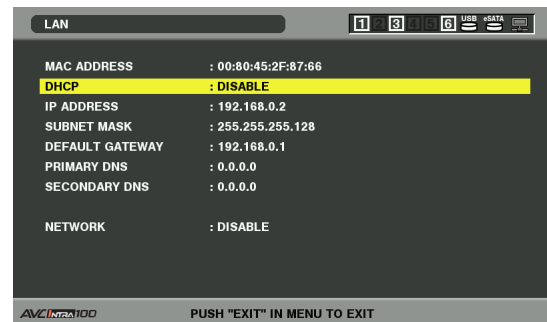 LAN 1 2 3 4 5 6 USB eSATA
MAC ADDRESS : 00:80:45:2F:87:66
DHCP : DISABLE
IP ADDRESS : 192.168.0.2
SUBNET MASK : 255.255.255.128
DEFAULT GATEWAY : 192.168.0.1
PRIMARY DNS : 0.0.0.0
SECONDARY DNS : 0.0.0.0
NETWORK : DISABLE
AVC INTRA 100 PUSH "EXIT" IN MENU TO EXIT